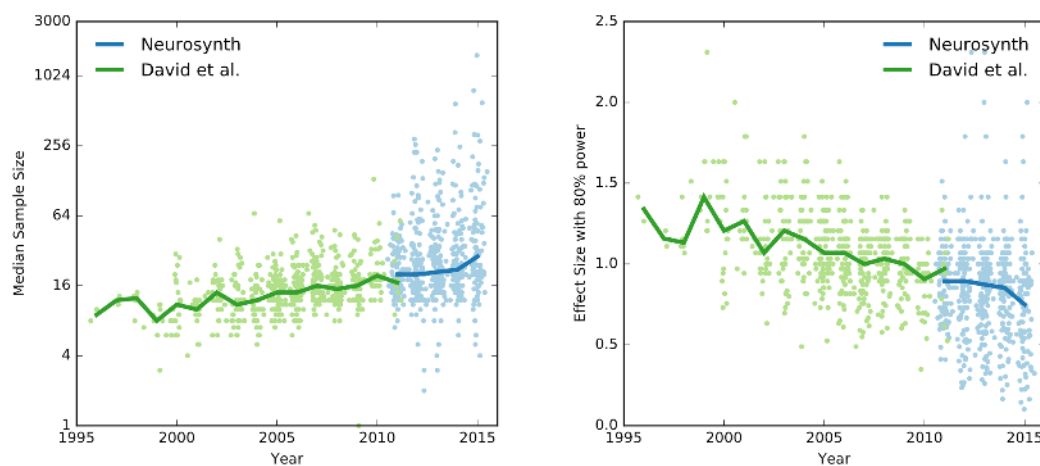 3000
1024
256
64
16
4
1
Median Sample Size
Neurosynth
David et al.
1995
2000
2005
2010
2015
Year
2.5
2.0
1.5
1.0
0.5
0.0
Effect Size with 80% power
Neurosynth
David et al.
1995
2000
2005
2010
2015
Year